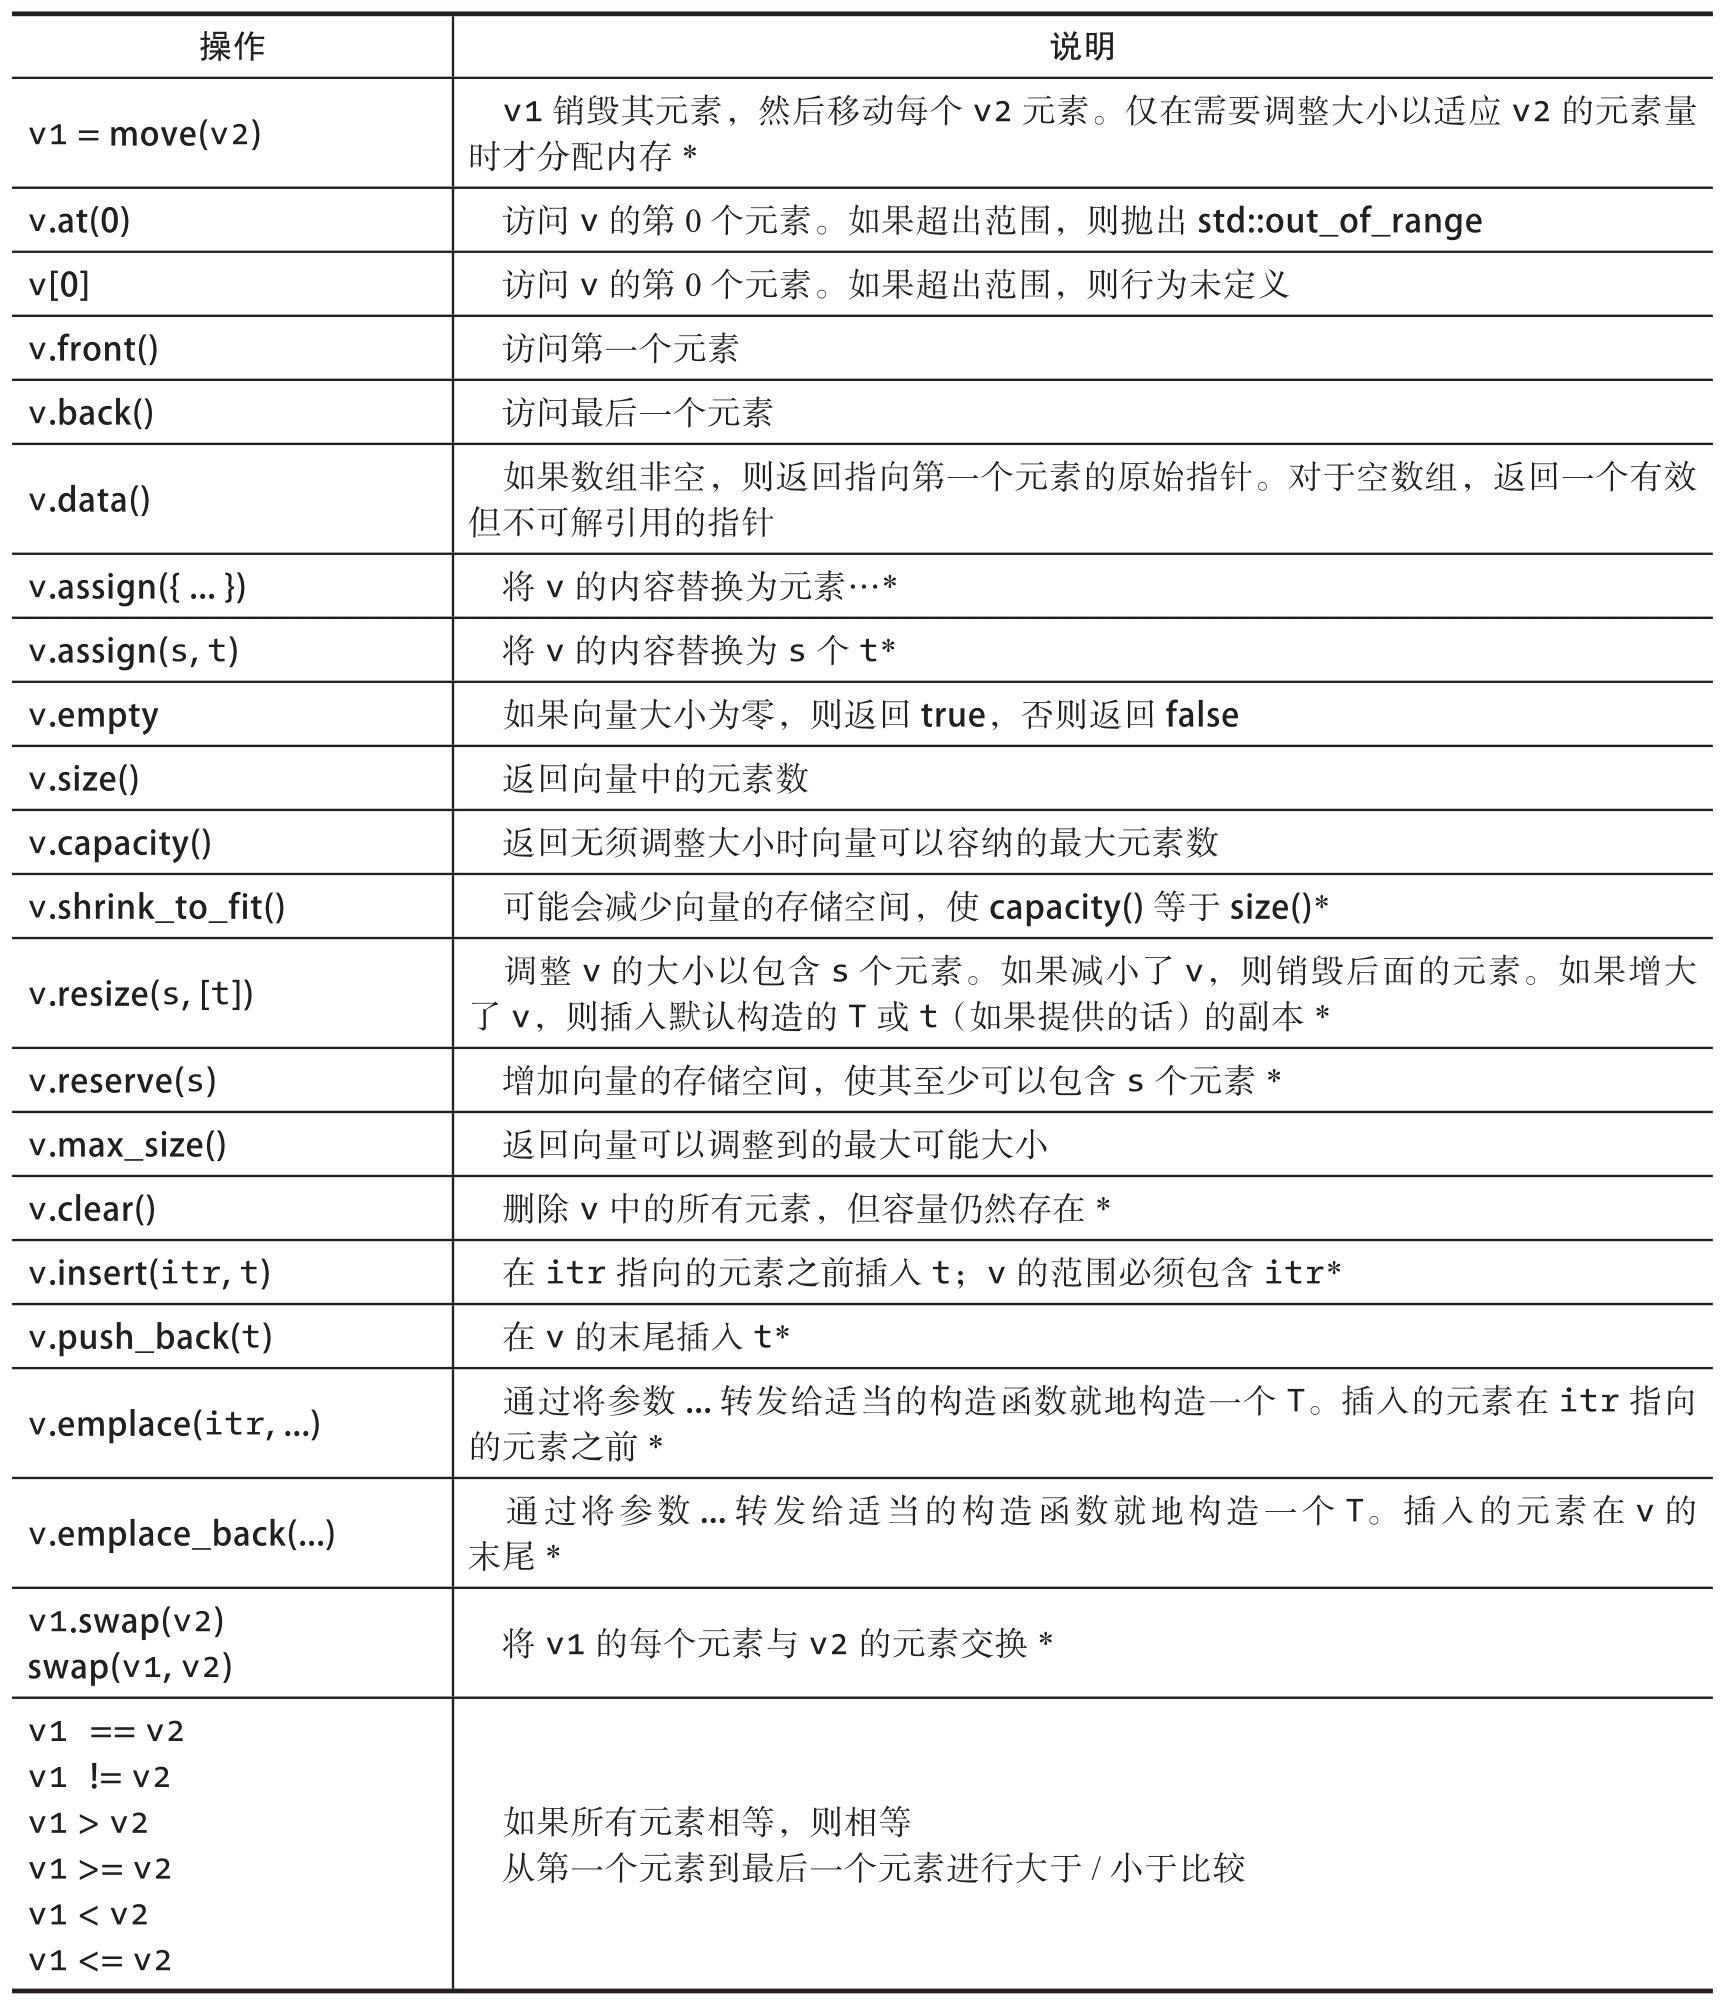 操作 说明
v1 = move(v2) v1 销毁其元素，然后移动每个 v2 元素。仅在需要调整大小以适应 v2 的元素量
时才分配内存 *
v.at(0) 访问 v 的第 0 个元素。如果超出范围，则抛出 std::out_of_range
v[0] 访问 v 的第 0 个元素。如果超出范围，则行为未定义
v.front() 访问第一个元素
v.back() 访问最后一个元素
v.data() 如果数组非空，则返回指向第一个元素的原始指针。对于空数组，返回一个有效
但不可解引用的指针
v.assign({ ... }) 将 v 的内容替换为元素…*
v.assign(s, t) 将 v 的内容替换为 s 个 t*
v.empty 如果向量大小为零，则返回 true，否则返回 false
v.size() 返回向量中的元素数
v.capacity() 返回无须调整大小时向量可以容纳的最大元素数
v.shrink_to_fit() 可能会减少向量的存储空间，使 capacity() 等于 size()*
v.resize(s, [t]) 调整 v 的大小以包含 s 个元素。如果减小了 v，则销毁后面的元素。如果增大
了 v，则插入默认构造的 T 或 t（如果提供的话）的副本 *
v.reserve(s) 增加向量的存储空间，使其至少可以包含 s 个元素 *
v.max_size() 返回向量可以调整到的最大可能大小
v.clear() 删除 v 中的所有元素，但容量仍然存在 *
v.insert(itr, t) 在 itr 指向的元素之前插入 t；v 的范围必须包含 itr*
v.push_back(t) 在 v 的末尾插入 t*
v.emplace(itr, ...) 通过将参数 ... 转发给适当的构造函数就地构造一个 T。插入的元素在 itr 指向
的元素之前 *
v.emplace_back(...) 通过将参数 ... 转发给适当的构造函数就地构造一个 T。插入的元素在 v 的
末尾 *
v1.swap(v2)
swap(v1, v2)
将 v1 的每个元素与 v2 的元素交换 *
v1 == v2
v1 != v2
v1 > v2
v1 >= v2
v1 < v2
v1 <= v2
如果所有元素相等，则相等
从第一个元素到最后一个元素进行大于 / 小于比较